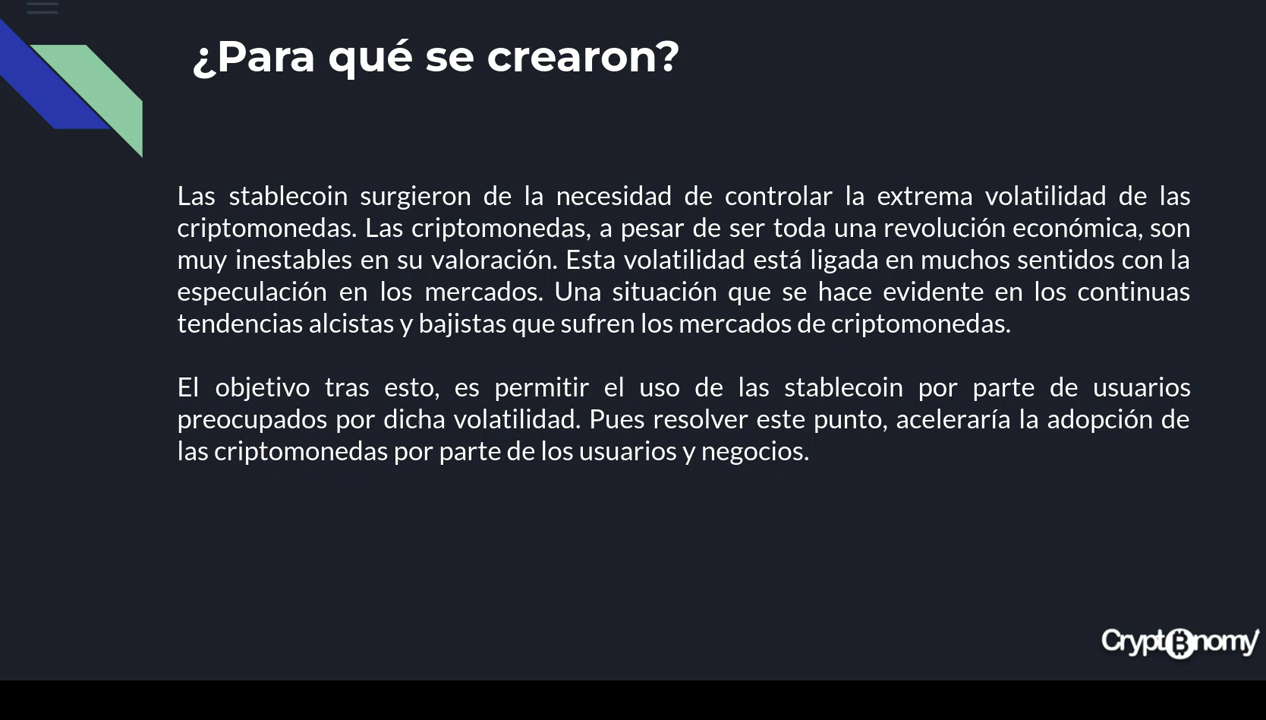 ¿Para qué se crearon?
Las stablecoin surgieron de la necesidad de controlar la extrema volatilidad de las
criptomonedas. Las criptomonedas, a pesar de ser toda una revolución económica, son
muy inestables en su valoración. Esta volatilidad está ligada en muchos sentidos con la
especulación en los mercados. Una situación que se hace evidente en los continuas
tendencias alcistas y bajistas que sufren los mercados de criptomonedas.
El objetivo tras esto, es permitir el uso de las stablecoin por parte de usuarios
preocupados por dicha volatilidad. Pues resolver este punto, aceleraría la adopción de
las criptomonedas por parte de los usuarios y negocios.
Crypt₿nomy